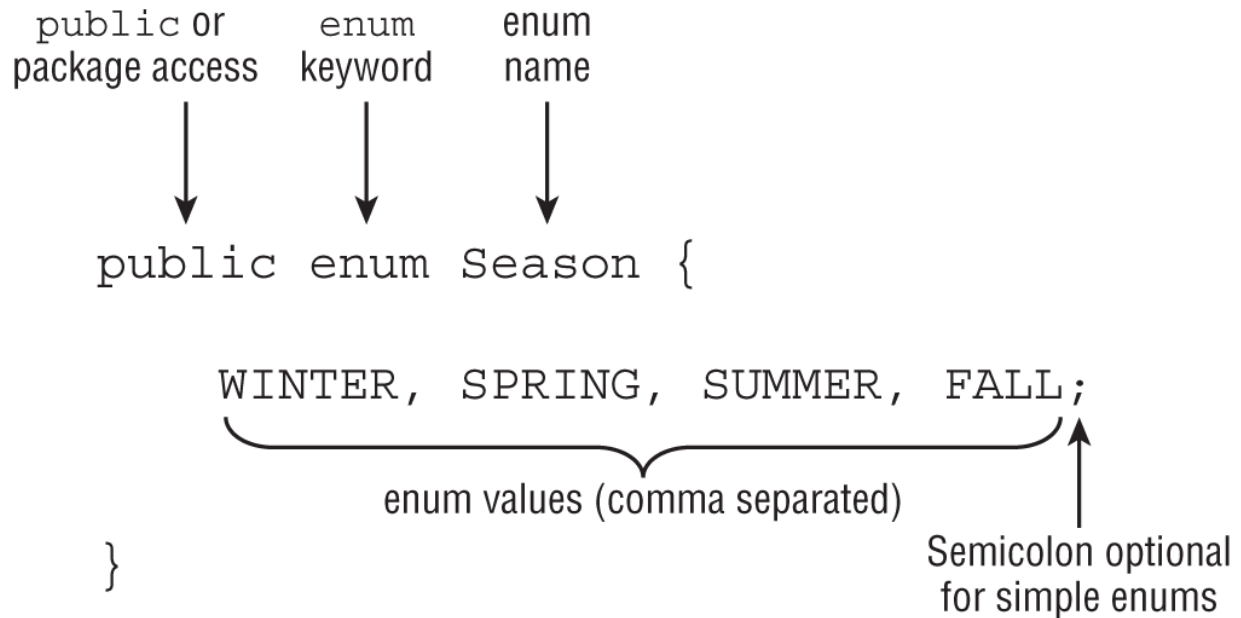 public or enum enum
package access keyword name
public enum Season {
WINTER, SPRING, SUMMER, FALL;
enum values (comma separated)
Semicolon optional
} for simple enums